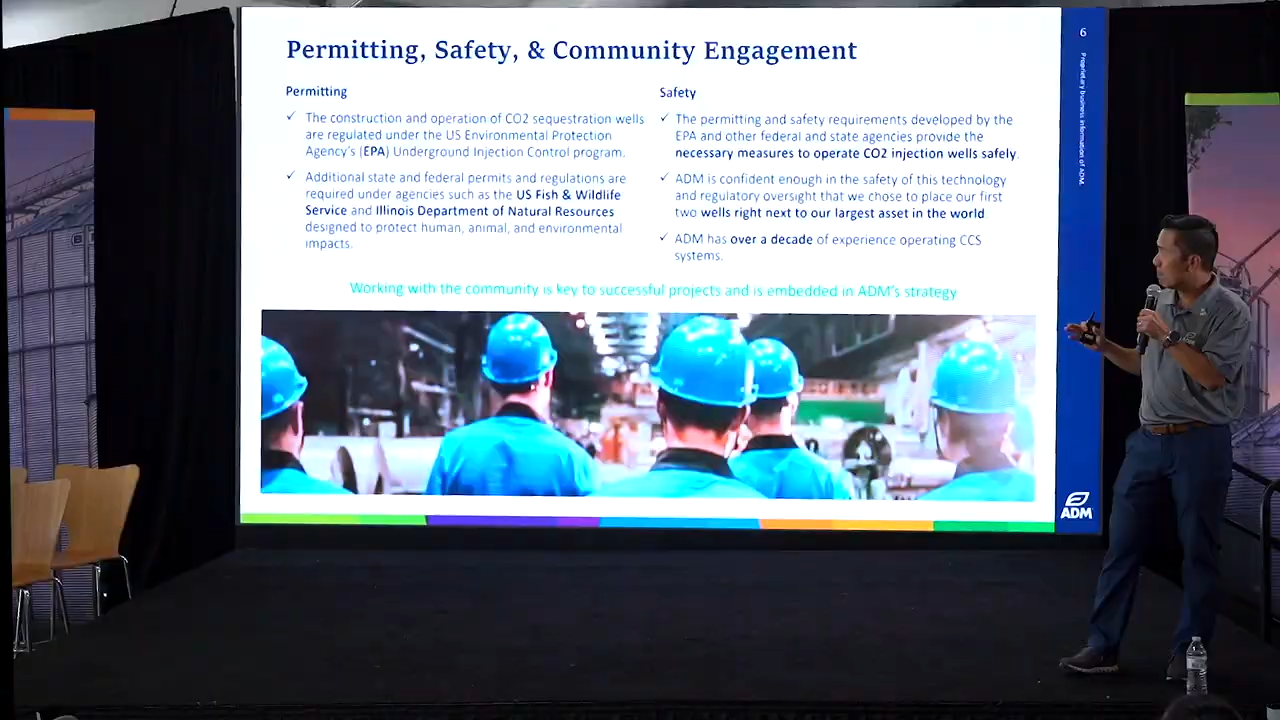 Permitting, Safety, & Community Engagement
Permitting
✓ The construction and operation of CO2 sequestration wells
are regulated under the US Environmental Protection
Agency's (EPA) Underground Injection Control program.
✓ Additional state and federal permits and regulations are
required under agencies such as the US Fish & Wildlife
Service and Illinois Department of Natural Resources
designed to protect human, animal, and environmental
impacts.
Safety
✓ The permitting and safety requirements developed by the
EPA and other federal and state agencies provide the
necessary measures to operate CO2 injection wells safely.
✓ ADM is confident enough in the safety of this technology
and regulatory oversight that we chose to place our first
two wells right next to our largest asset in the world
✓ ADM has over a decade of experience operating CCS
systems.
Working with the community is key to successful projects and is embedded in ADM's strategy
6
Proprietary business information of ADM.
ADM